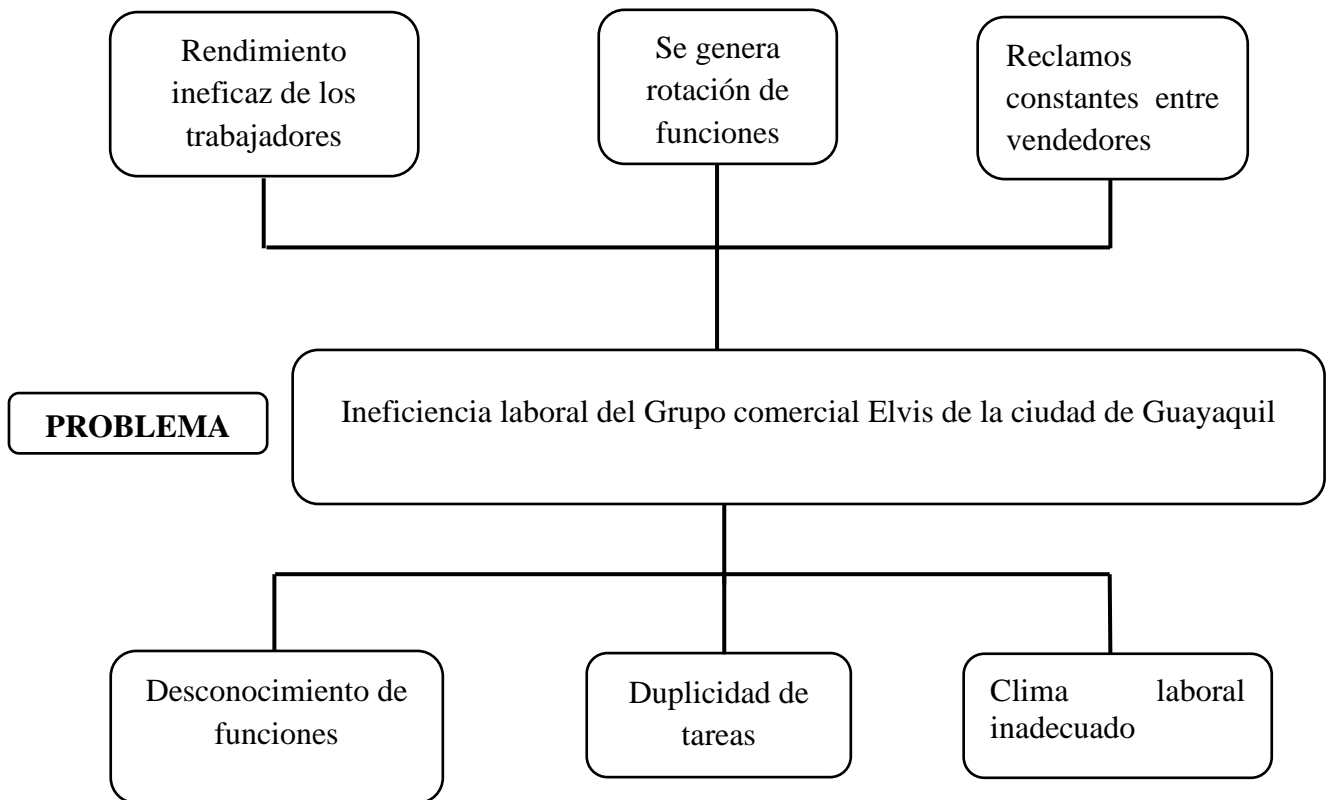 Rendimiento
ineficaz de los
trabajadores
Se genera
rotación de
funciones
Reclamos
constantes entre
vendedores
PROBLEMA
Ineficiencia laboral del Grupo comercial Elvis de la ciudad de Guayaquil
Desconocimiento de
funciones
Duplicidad de
tareas
Clima laboral
inadecuado